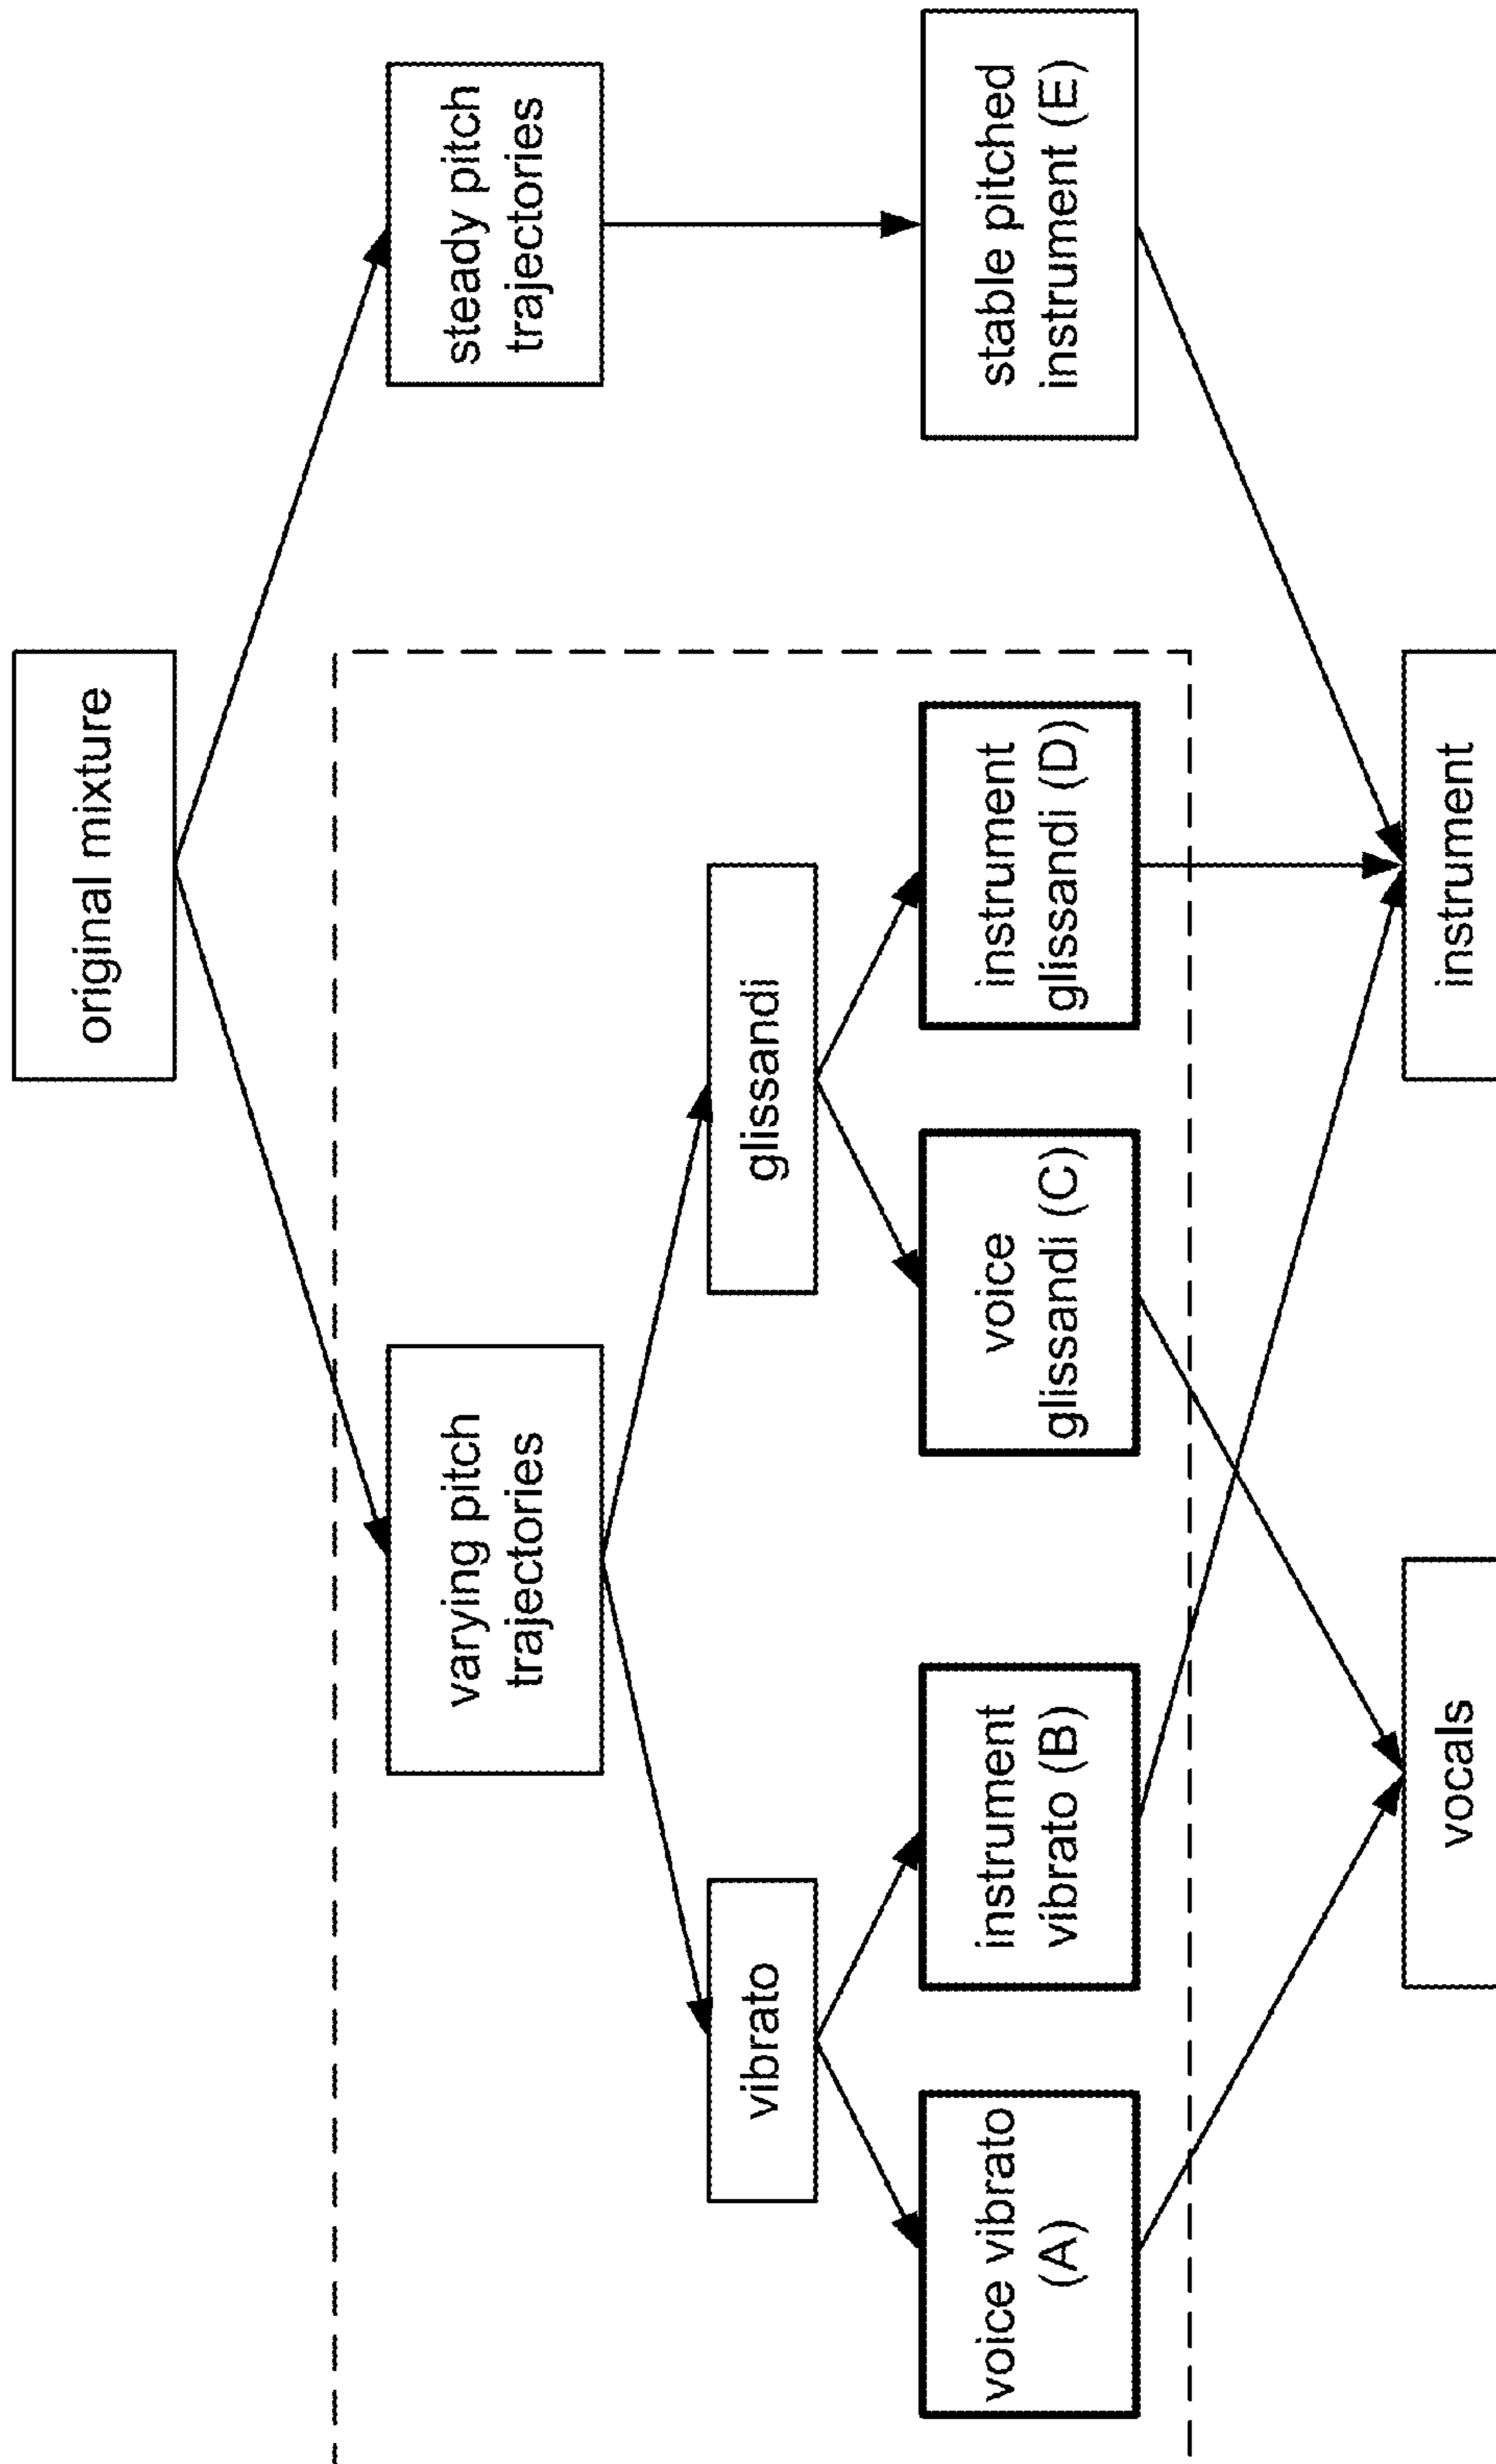 original mixture
varying pitch
trajectories
steady pitch
trajectories
vibrato
glissandi
voice vibrato
(A)
instrument
vibrato (B)
voice
glissandi (C)
instrument
glissandi (D)
stable pitched
instrument (E)
vocals
instrument